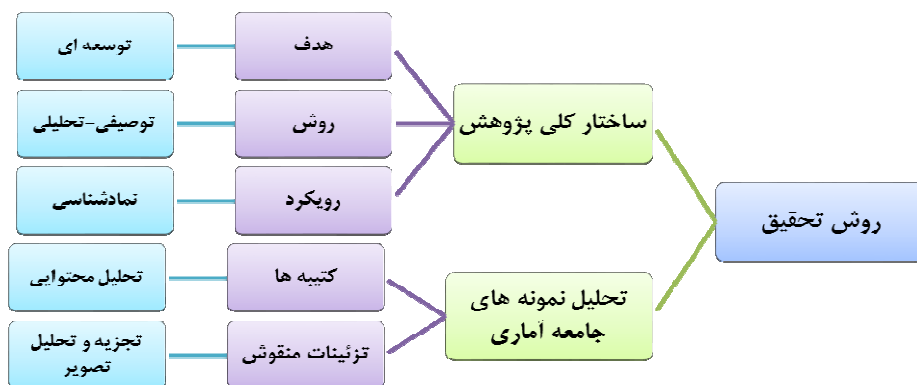 روش تحقیق
ساختار کلی پژوهش
هدف
توسعه ای
روش
توصیفی-تحلیلی
رویکرد
نمادشناسی
تحلیل نمونه های
جامعه آماری
کتیبه ها
تحلیل محتوایی
تزئینات منقوش
تجزیه و تحلیل
تصویر